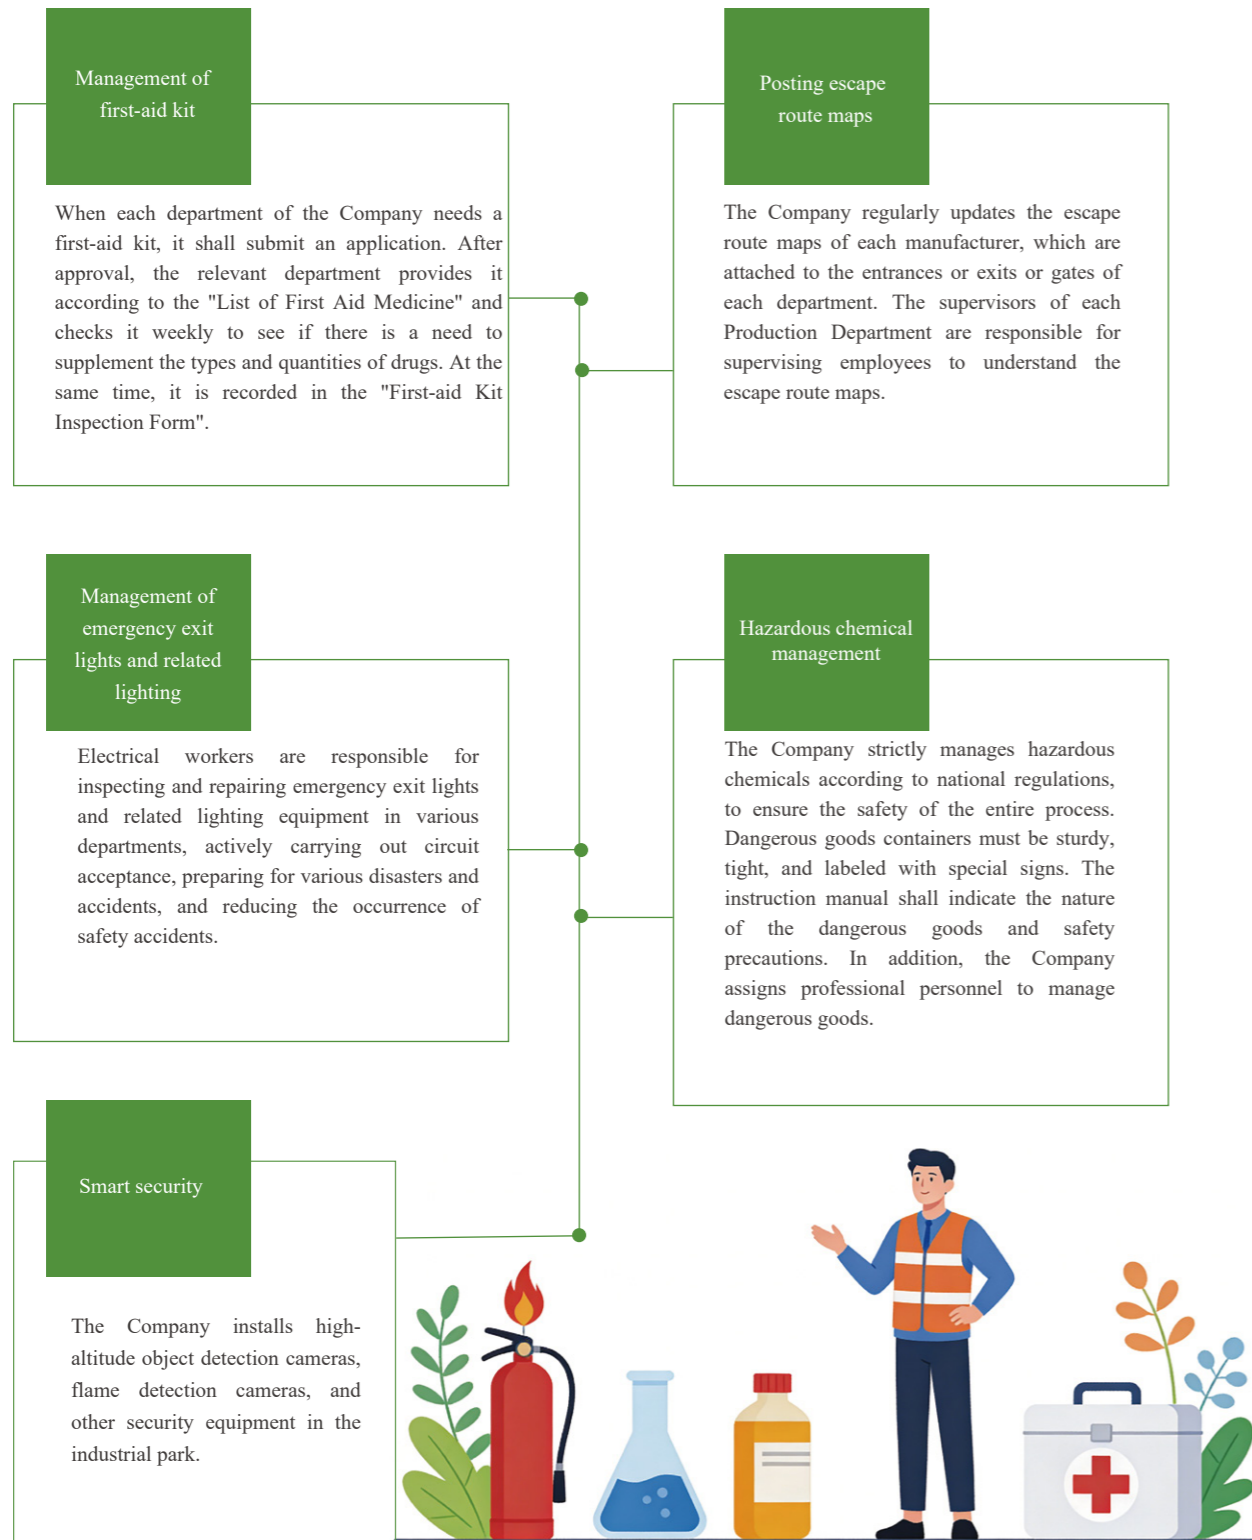 Management of
first-aid kit
When each department of the Company needs a
first-aid kit, it shall submit an application. After
approval, the relevant department provides it
according to the "List of First Aid Medicine" and
checks it weekly to see if there is a need to
supplement the types and quantities of drugs. At the
same time, it is recorded in the "First-aid Kit
Inspection Form".
Posting escape
route maps
The Company regularly updates the escape
route maps of each manufacturer, which are
attached to the entrances or exits or gates of
each department. The supervisors of each
Production Department are responsible for
supervising employees to understand the
escape route maps.
Management of
emergency exit
lights and related
lighting
Electrical workers are responsible for
inspecting and repairing emergency exit lights
and related lighting equipment in various
departments, actively carrying out circuit
acceptance, preparing for various disasters and
accidents, and reducing the occurrence of
safety accidents.
Hazardous chemical
management
The Company strictly manages hazardous
chemicals according to national regulations,
to ensure the safety of the entire process.
Dangerous goods containers must be sturdy,
tight, and labeled with special signs. The
instruction manual shall indicate the nature
of the dangerous goods and safety
precautions. In addition, the Company
assigns professional personnel to manage
dangerous goods.
Smart security
The Company installs high-
altitude object detection cameras,
flame detection cameras, and
other security equipment in the
industrial park.